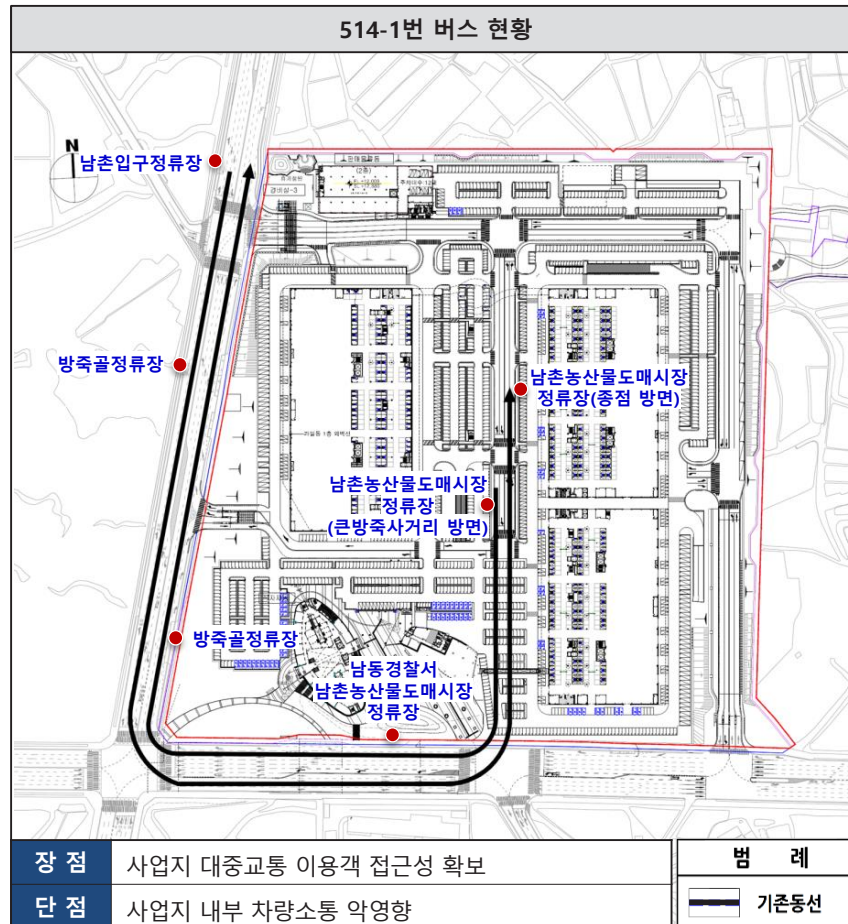 514-1번 버스 현황
N
남촌입구정류장
(2층)
경비실-3
방죽골정류장
남촌농산물도매시장
정류장(종점 방면)
남촌농산물도매시장
정류장
(큰방죽사거리 방면)
방죽골정류장
남동경찰서
남촌농산물도매시장
정류장
장 점
사업지 대중교통 이용객 접근성 확보
단 점
사업지 내부 차량소통 악영향
범 례
기존동선